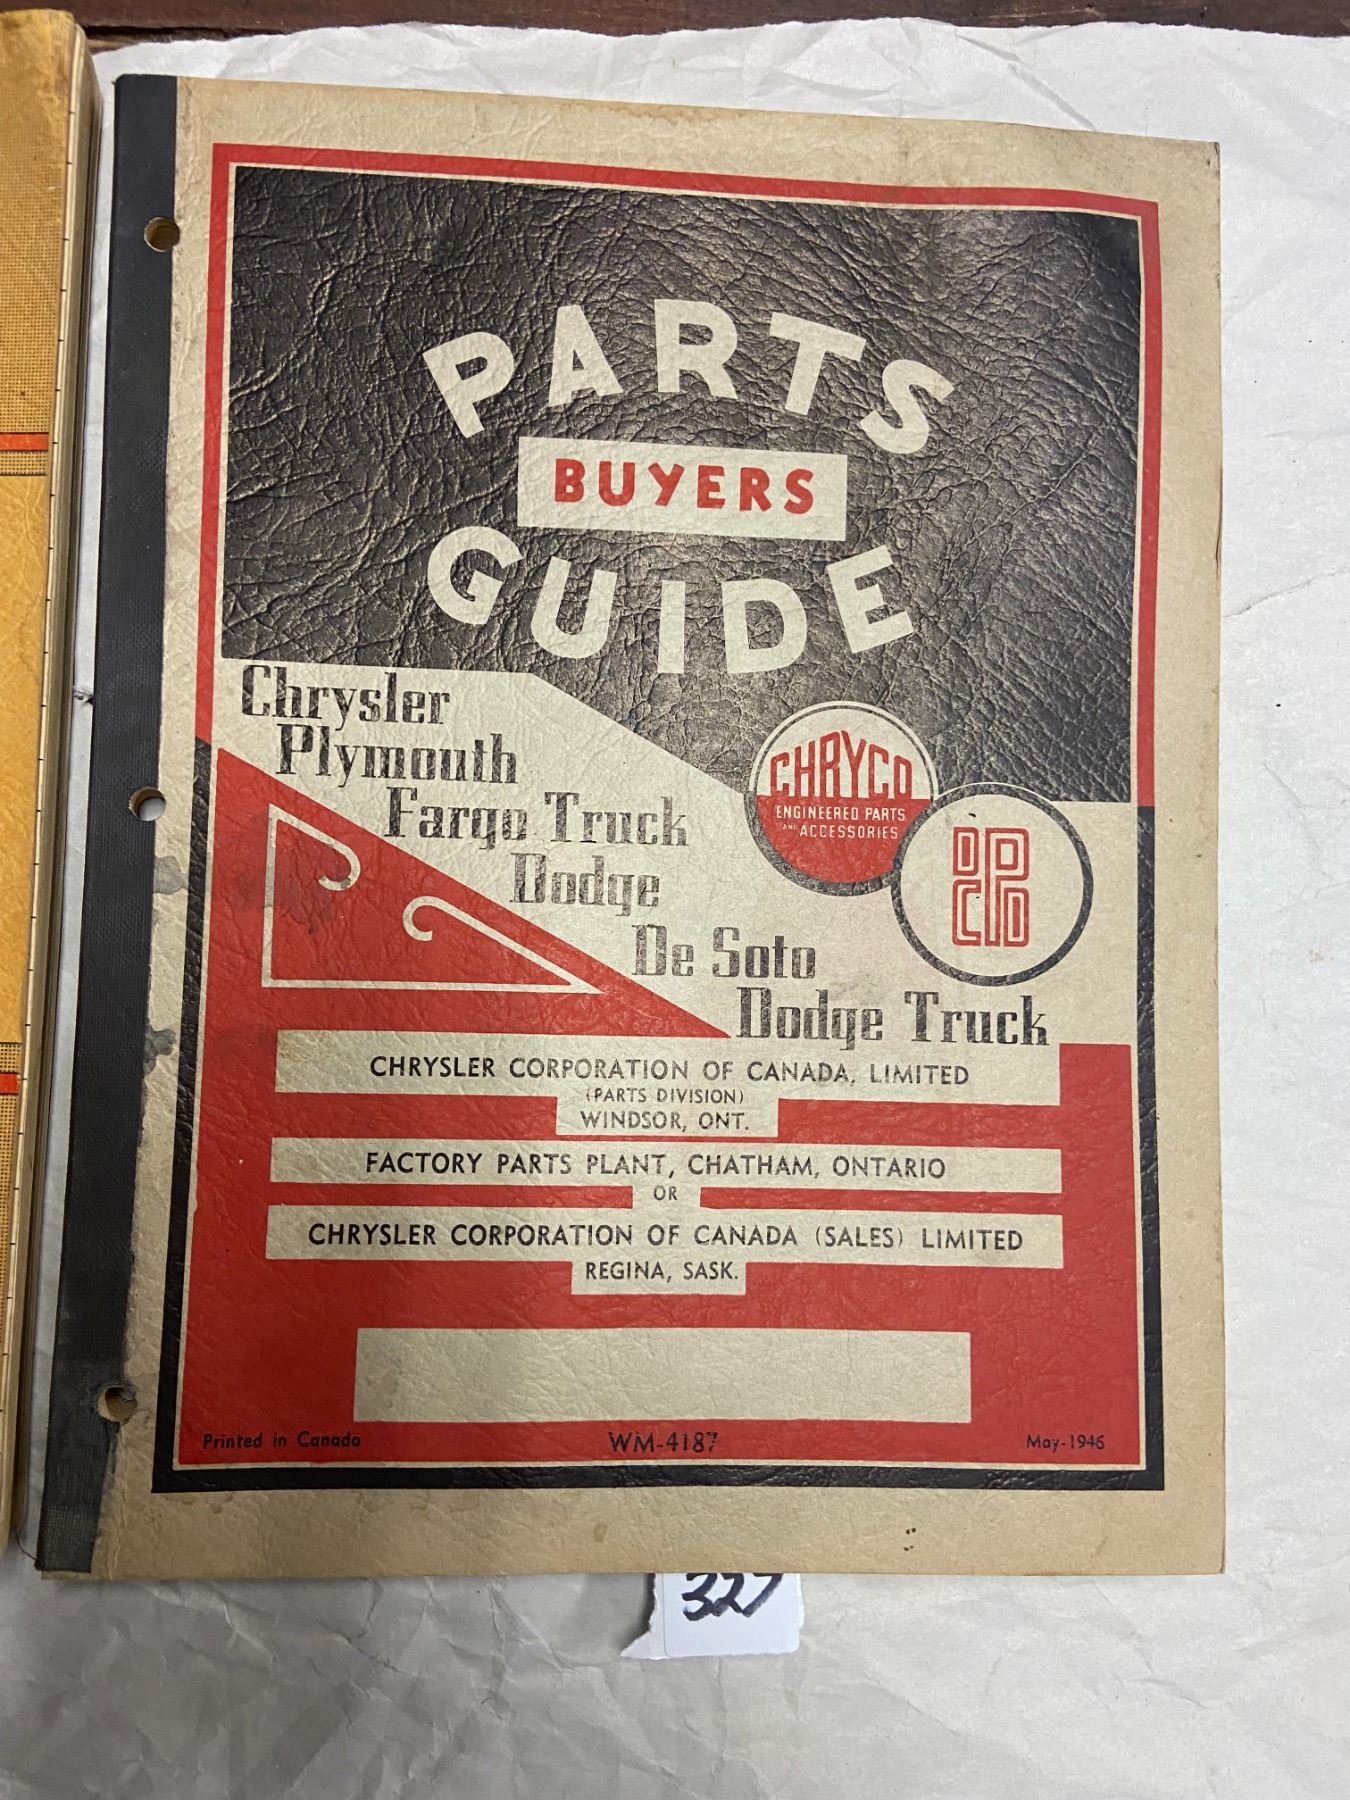 PARTS
BUYERS
GUIDE
Chrysler
Plymouth
Fargo Truck
Dodge
De Soto
Dodge Truck
CHRYCO
ENGINEERED PARTS
AND ACCESSORIES
DPCD
CHRYSLER CORPORATION OF CANADA, LIMITED
(PARTS DIVISION)
WINDSOR, ONT.
FACTORY PARTS PLANT, CHATHAM, ONTARIO
OR
CHRYSLER CORPORATION OF CANADA (SALES) LIMITED
REGINA, SASK.
Printed in Canada WM-4187 May-1946
327